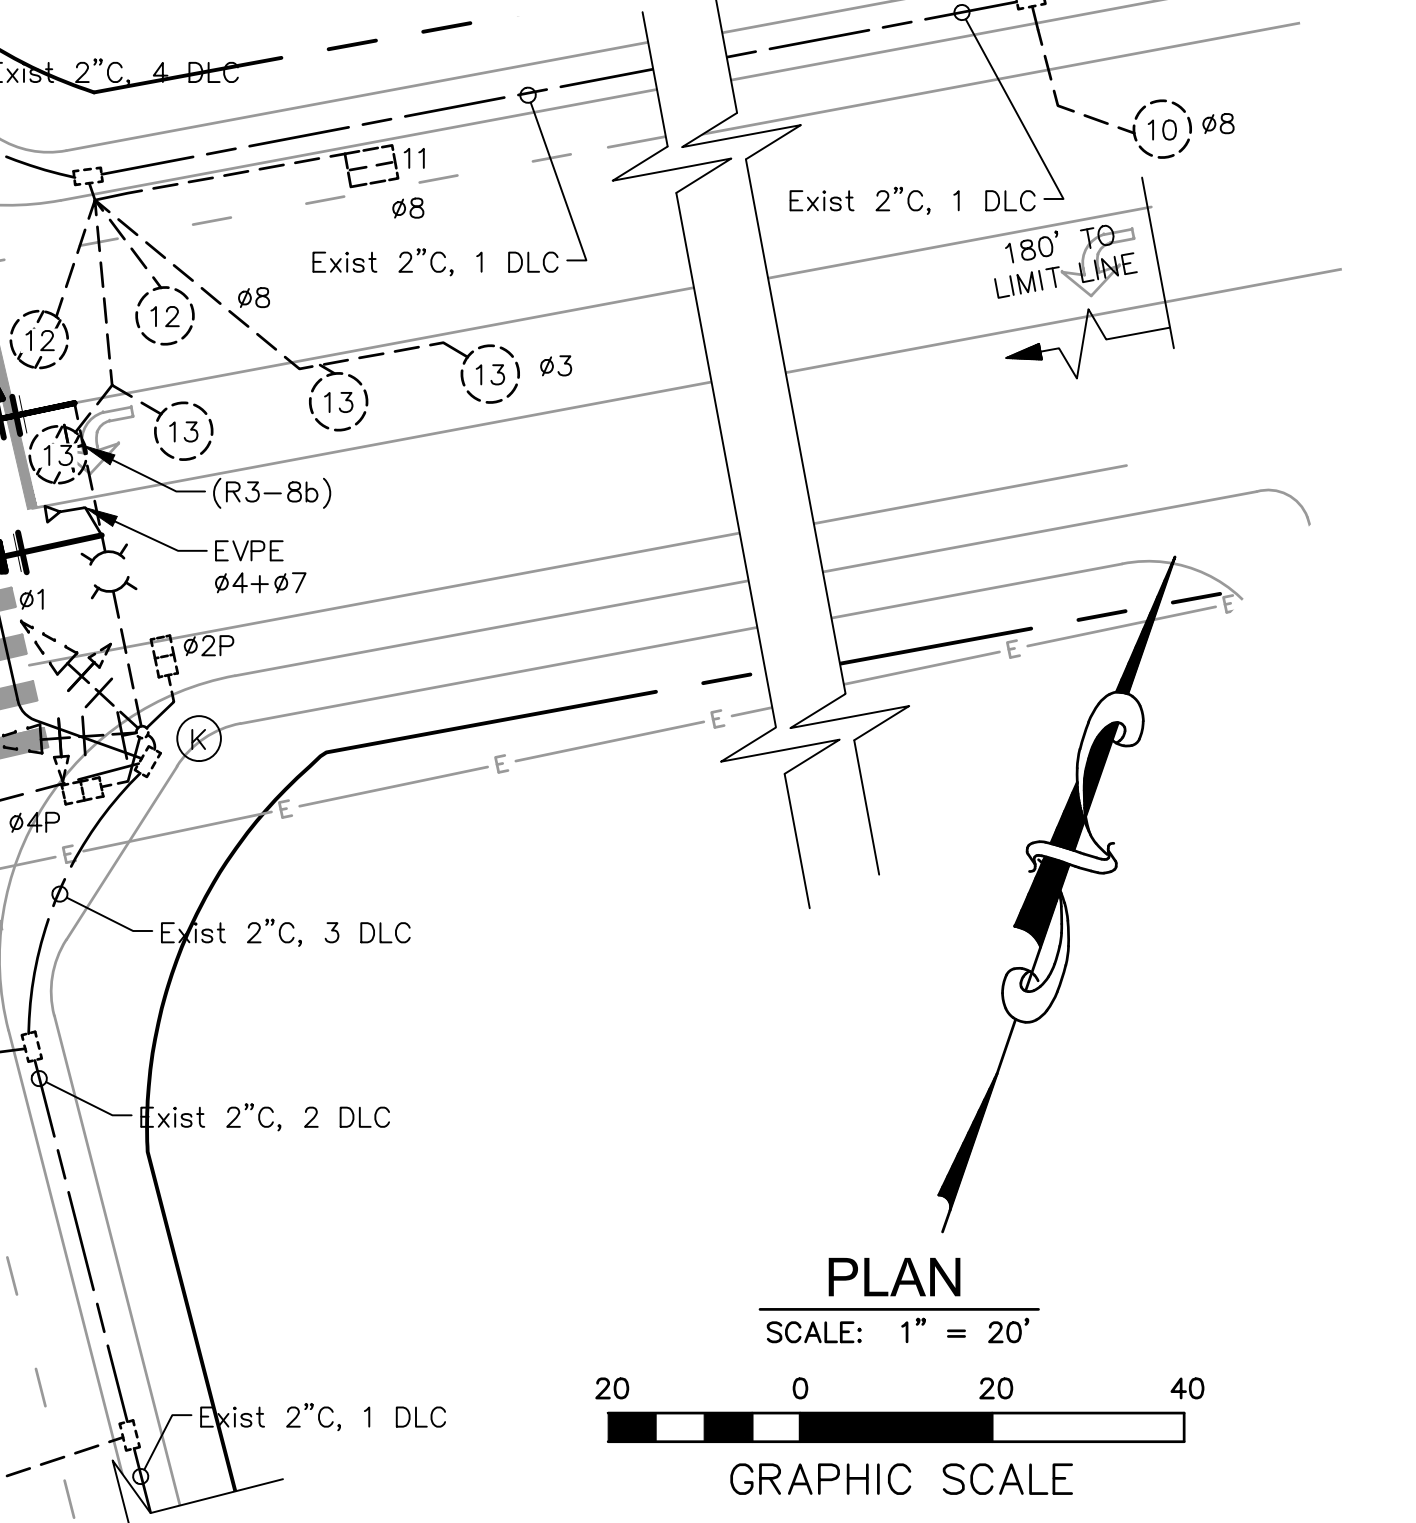 Exist 2”C, 4 DLC
10 ø8
11
ø8
Exist 2”C, 1 DLC
Exist 2”C, 1 DLC
180’ TO
LIMIT LINE
12
12
ø8
13
13 ø3
13
13
(R3-8b)
EVPE
ø4+ø7
ø1
ø2P
K
ø4P
E
E
E
E
E
E
Exist 2”C, 3 DLC
Exist 2”C, 2 DLC
Exist 2”C, 1 DLC
PLAN
SCALE: 1” = 20’
20 0 20 40
GRAPHIC SCALE